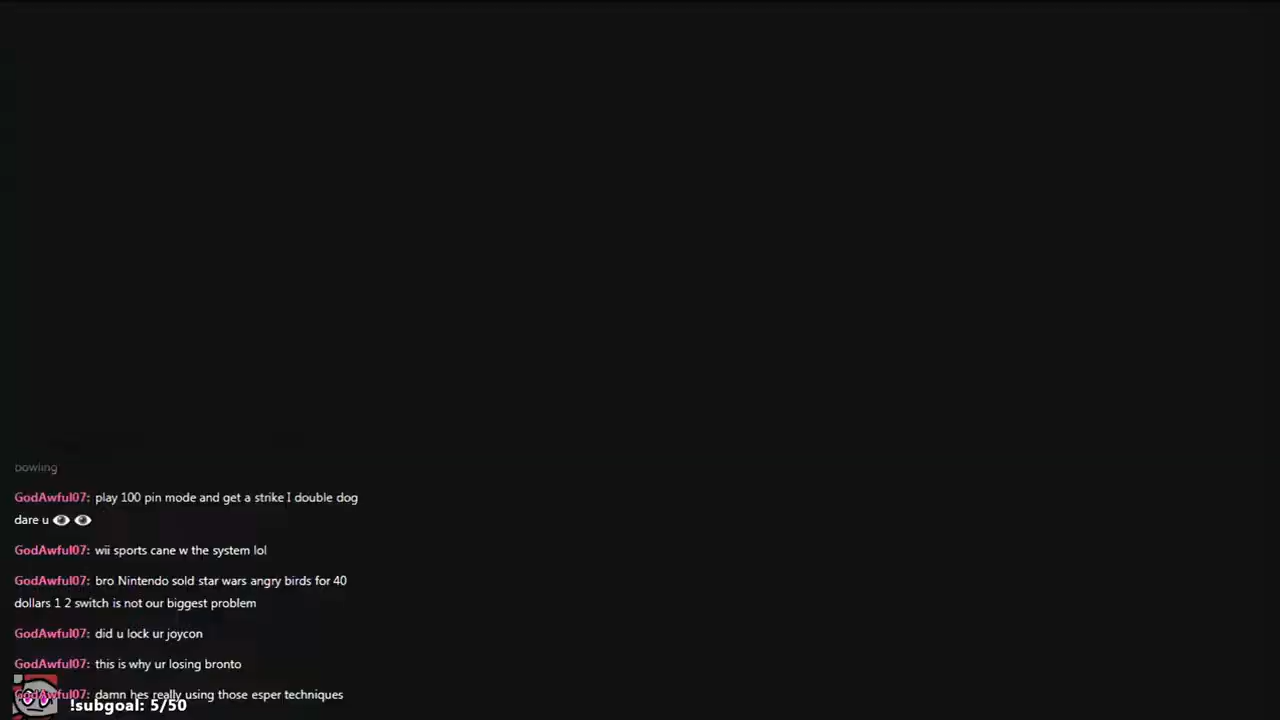 bowling
GodAwful07: play 100 pin mode and get a strike I double dog
dare u 👁️ 👁️
GodAwful07: wii sports cane w the system lol
GodAwful07: bro Nintendo sold star wars angry birds for 40
dollars 1 2 switch is not our biggest problem
GodAwful07: did u lock ur joycon
GodAwful07: this is why ur losing bronto
GodAwful07: damn hes really using those esper techniques
!subgoal: 5/50